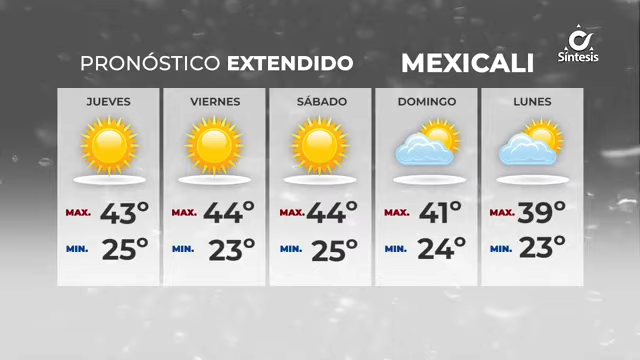 PRONÓSTICO EXTENDIDO
MEXICALI
Síntesis
JUEVES
MAX. 43°
MIN. 25°
VIERNES
MAX. 44°
MIN. 23°
SÁBADO
MAX. 44°
MIN. 25°
DOMINGO
MAX. 41°
MIN. 24°
LUNES
MAX. 39°
MIN. 23°